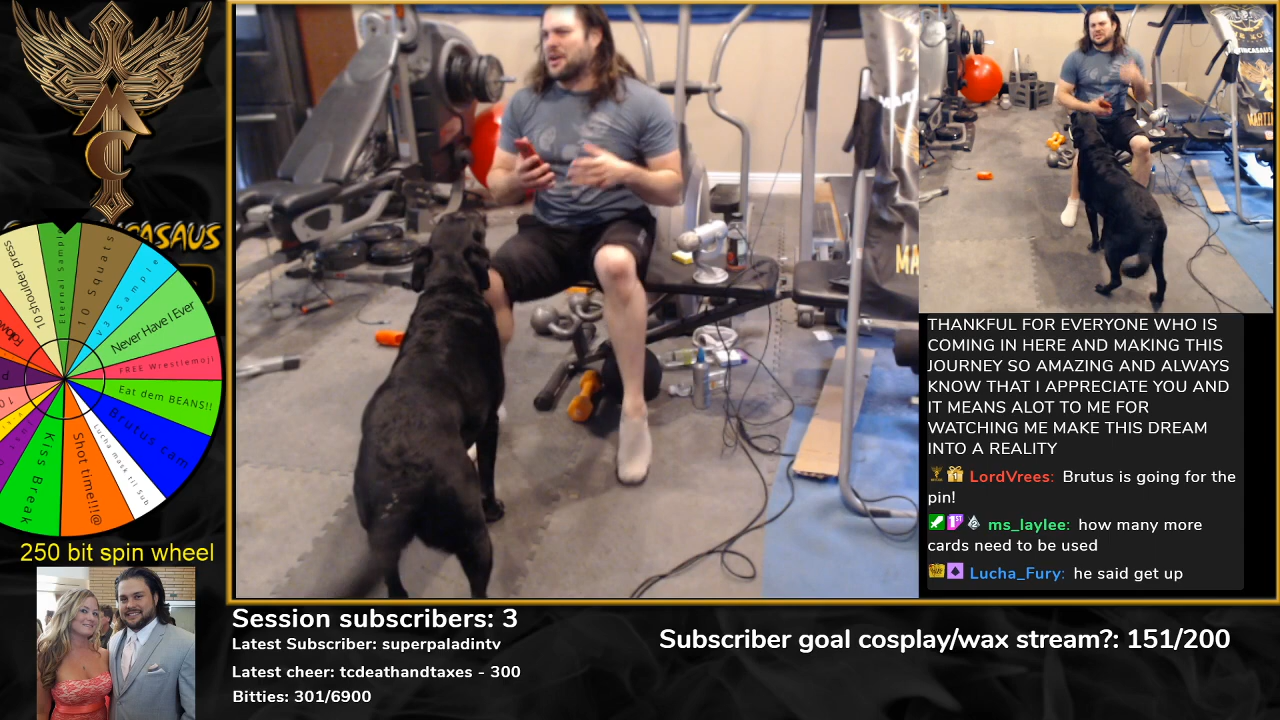 MC
CASAUS
10 shoulder press
10 Squats
V3 Sample
Never Have I Ever
FREE Wrestlemoji
Eat dem BEANS!!
Brutus cam
Lucha mask til Sub
Shot time!!!@
Kiss Break
250 bit spin wheel
THANKFUL FOR EVERYONE WHO IS
COMING IN HERE AND MAKING THIS
JOURNEY SO AMAZING AND ALWAYS
KNOW THAT I APPRECIATE YOU AND
IT MEANS ALOT TO ME FOR
WATCHING ME MAKE THIS DREAM
INTO A REALITY
LordVrees: Brutus is going for the
pin!
ms_laylee: how many more
cards need to be used
Lucha_Fury: he said get up
Session subscribers: 3
Latest Subscriber: superpaladintv
Latest cheer: tcdeathandtaxes - 300
Bitties: 301/6900
Subscriber goal cosplay/wax stream?: 151/200